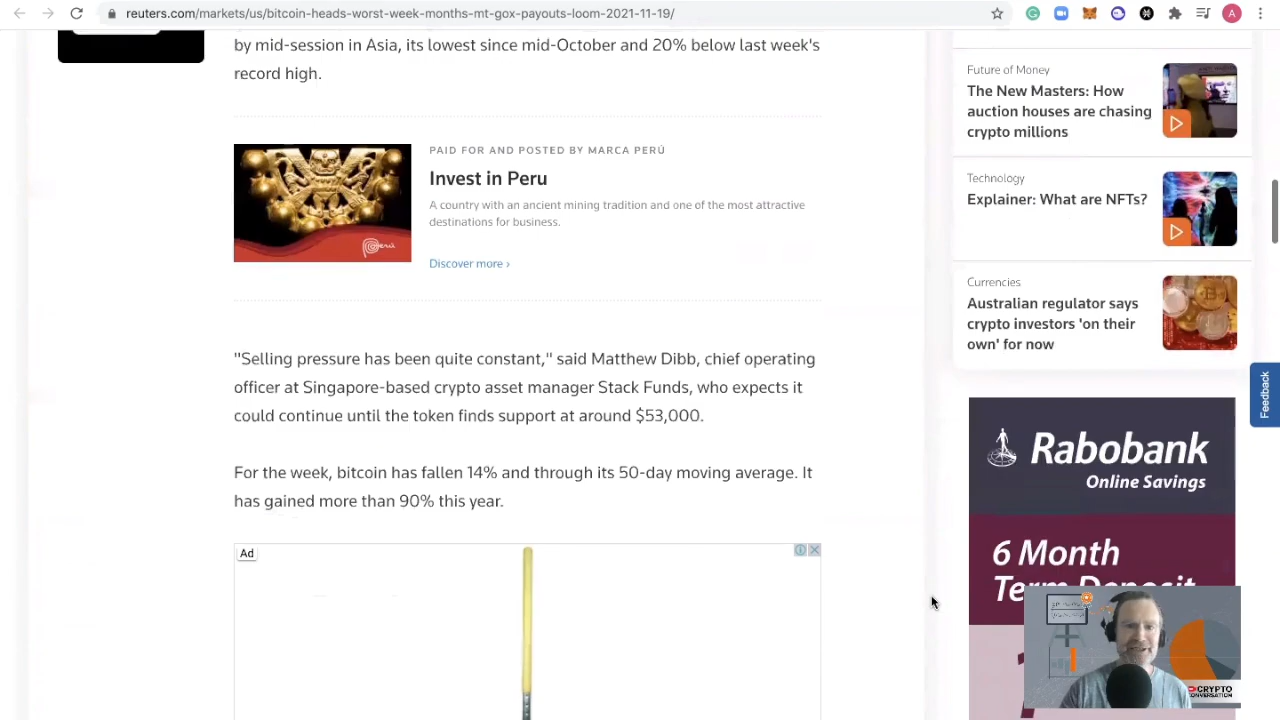 reuters.com/markets/us/bitcoin-heads-worst-week-months-mt-gox-payouts-loom-2021-11-19/
A
by mid-session in Asia, its lowest since mid-October and 20% below last week's
record high.
PAID FOR AND POSTED BY MARCA PERÚ
Invest in Peru
A country with an ancient mining tradition and one of the most attractive
destinations for business.
Perú
Discover more ›
"Selling pressure has been quite constant," said Matthew Dibb, chief operating
officer at Singapore-based crypto asset manager Stack Funds, who expects it
could continue until the token finds support at around $53,000.
For the week, bitcoin has fallen 14% and through its 50-day moving average. It
has gained more than 90% this year.
Ad
Future of Money
The New Masters: How
auction houses are chasing
crypto millions
Technology
Explainer: What are NFTs?
Currencies
Australian regulator says
crypto investors 'on their
own' for now
Feedback
Rabobank
Online Savings
6 Month
Term Deposit
CRYPTO
CONVERSATION